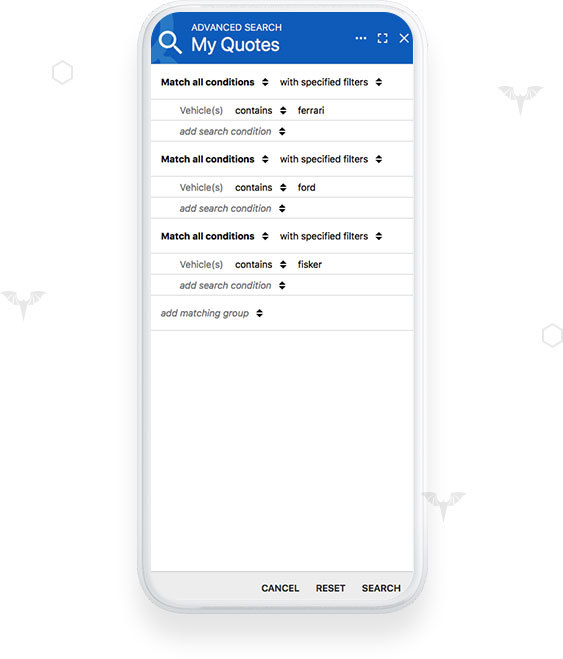 ADVANCED SEARCH
My Quotes
Match all conditions with specified filters
Vehicle(s) contains ferrari
add search condition
Match all conditions with specified filters
Vehicle(s) contains ford
add search condition
Match all conditions with specified filters
Vehicle(s) contains fisker
add search condition
add matching group
CANCEL RESET SEARCH